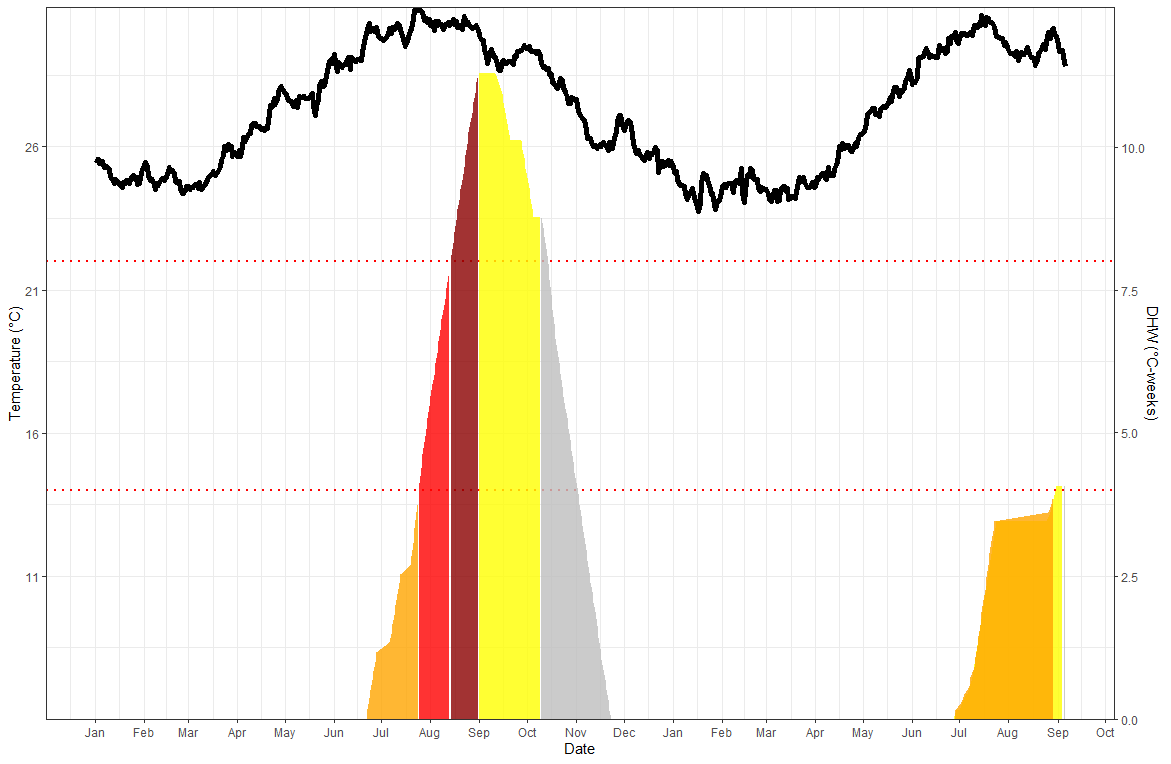 Temperature (°C)
26
21
16
11
10.0
7.5
5.0
2.5
0.0
DHW (°C-weeks)
Jan Feb Mar Apr May Jun Jul Aug Sep Oct Nov Dec Jan Feb Mar Apr May Jun Jul Aug Sep Oct
Date